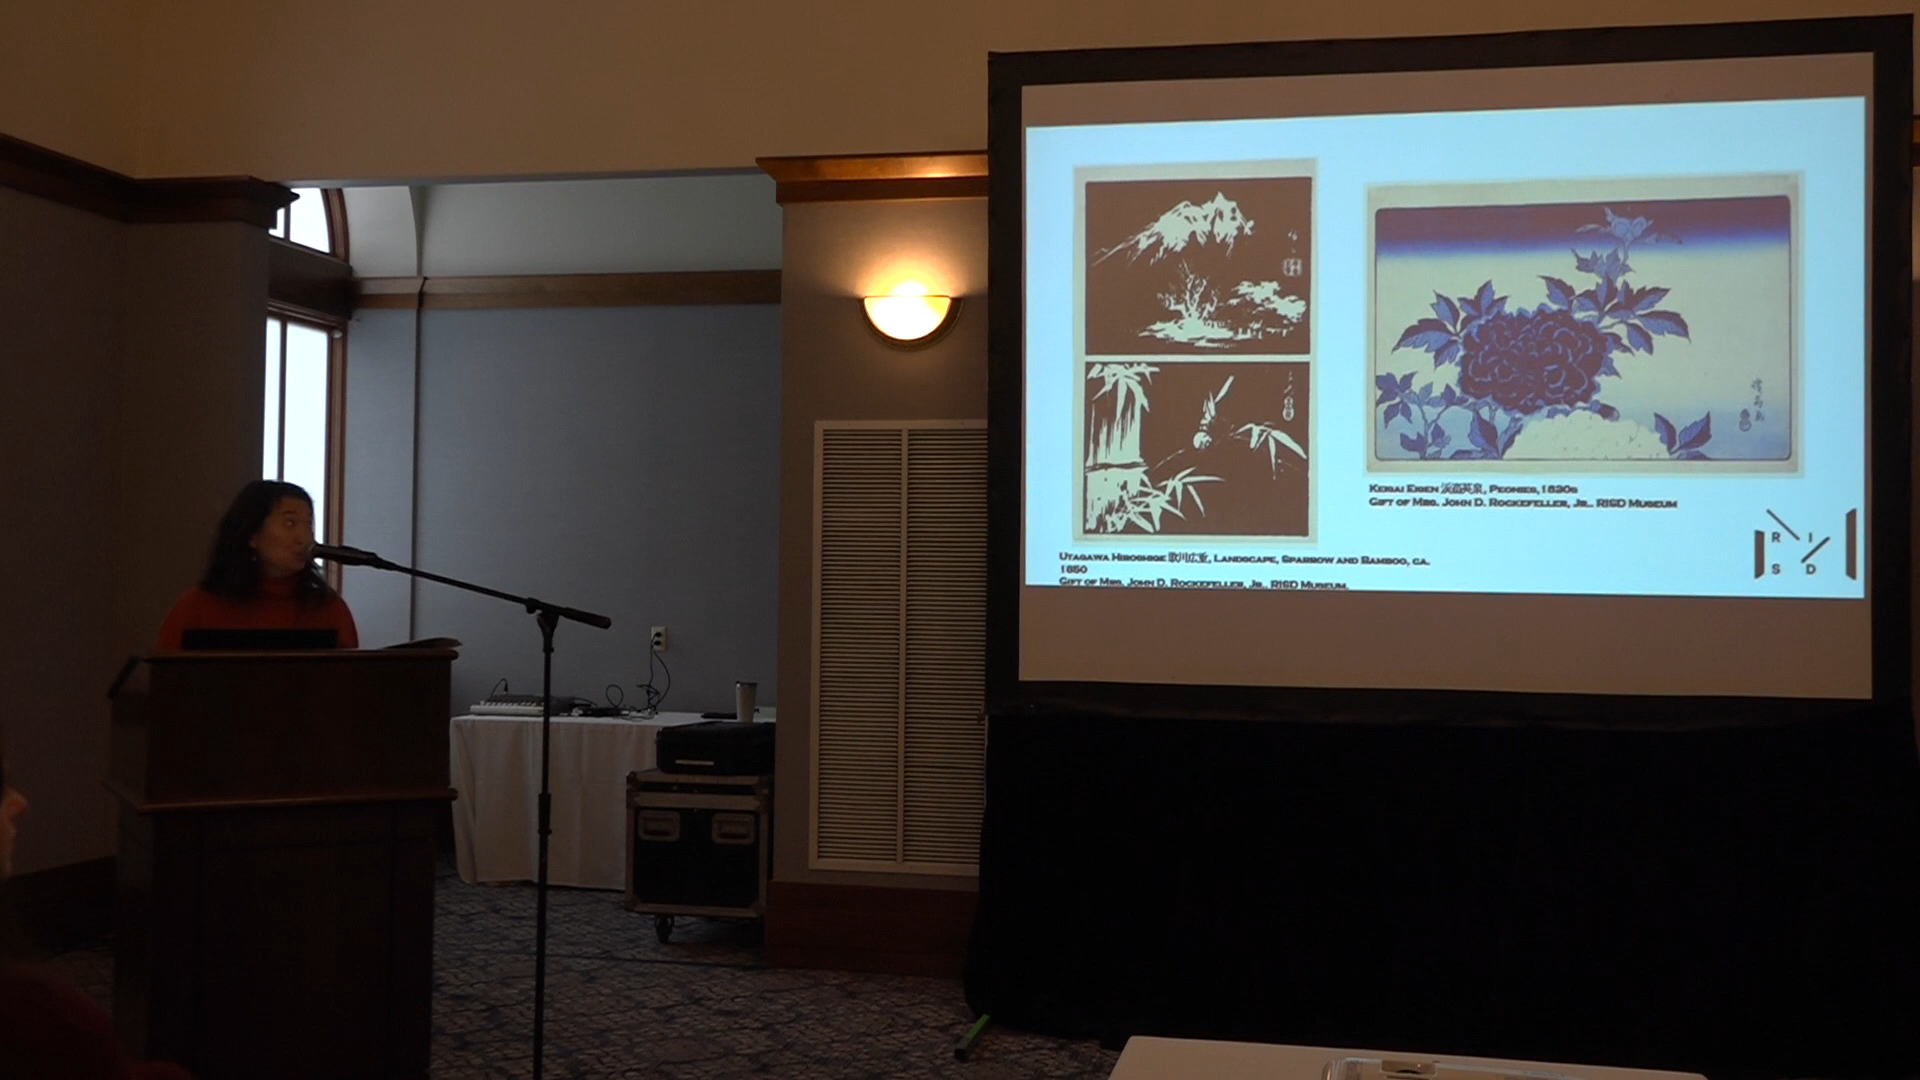 Keisai Eisen 渓斎英泉, Peonies, 1830s
Gift of Mrs. John D. Rockefeller, Jr.. RISD Museum
Utagawa Hiroshige 歌川広重, Landscape, Sparrow and Bamboo, ca.
1850
Gift of Mrs. John D. Rockefeller, Jr.. RISD Museum.
R I
S D